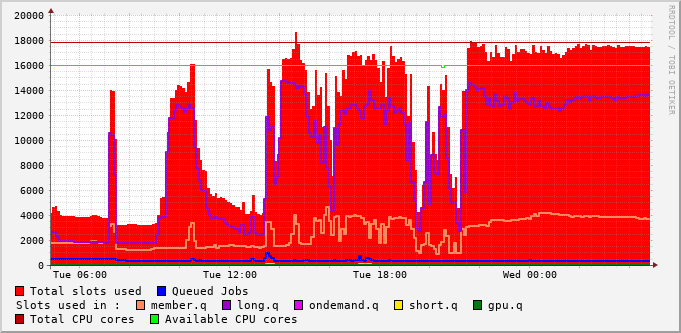 20000
18000
16000
14000
12000
10000
8000
6000
4000
2000
0
Tue 06:00 Tue 12:00 Tue 18:00 Wed 00:00
RRDTOOL / TOBI OETIKER
Total slots used Queued Jobs
Slots used in : member.q long.q ondemand.q short.q gpu.q
Total CPU cores Available CPU cores